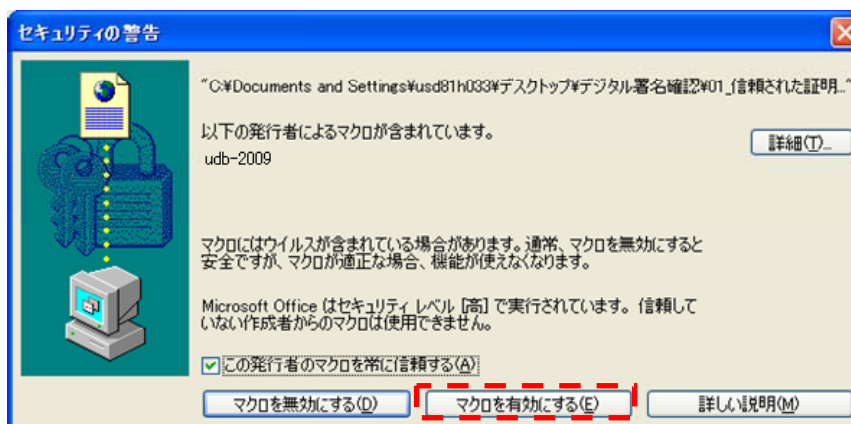 セキュリティの警告
"C:¥Documents and Settings¥usd81h033¥デスクトップ¥デジタル署名確認¥01_信頼された証明..."
以下の発行者によるマクロが含まれています。
詳細(T)...
udb-2009
マクロにはウイルスが含まれている場合があります。通常、マクロを無効にすると
安全ですが、マクロが適正な場合、機能が使えなくなります。
Microsoft Office はセキュリティ レベル [高] で実行されています。信頼して
いない作成者からのマクロは使用できません。
この発行者のマクロを常に信頼する(A)
マクロを無効にする(D)
マクロを有効にする(E)
詳しい説明(M)